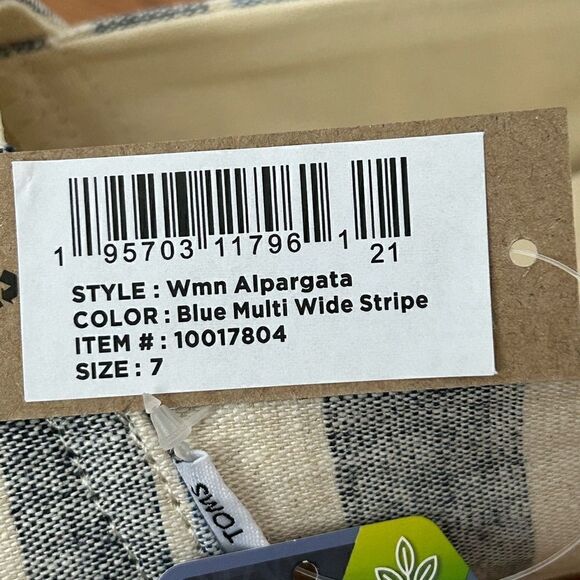 1 95703 11796 1 21
STYLE : Wmn Alpargata
COLOR : Blue Multi Wide Stripe
ITEM # : 10017804
SIZE : 7
TOMS